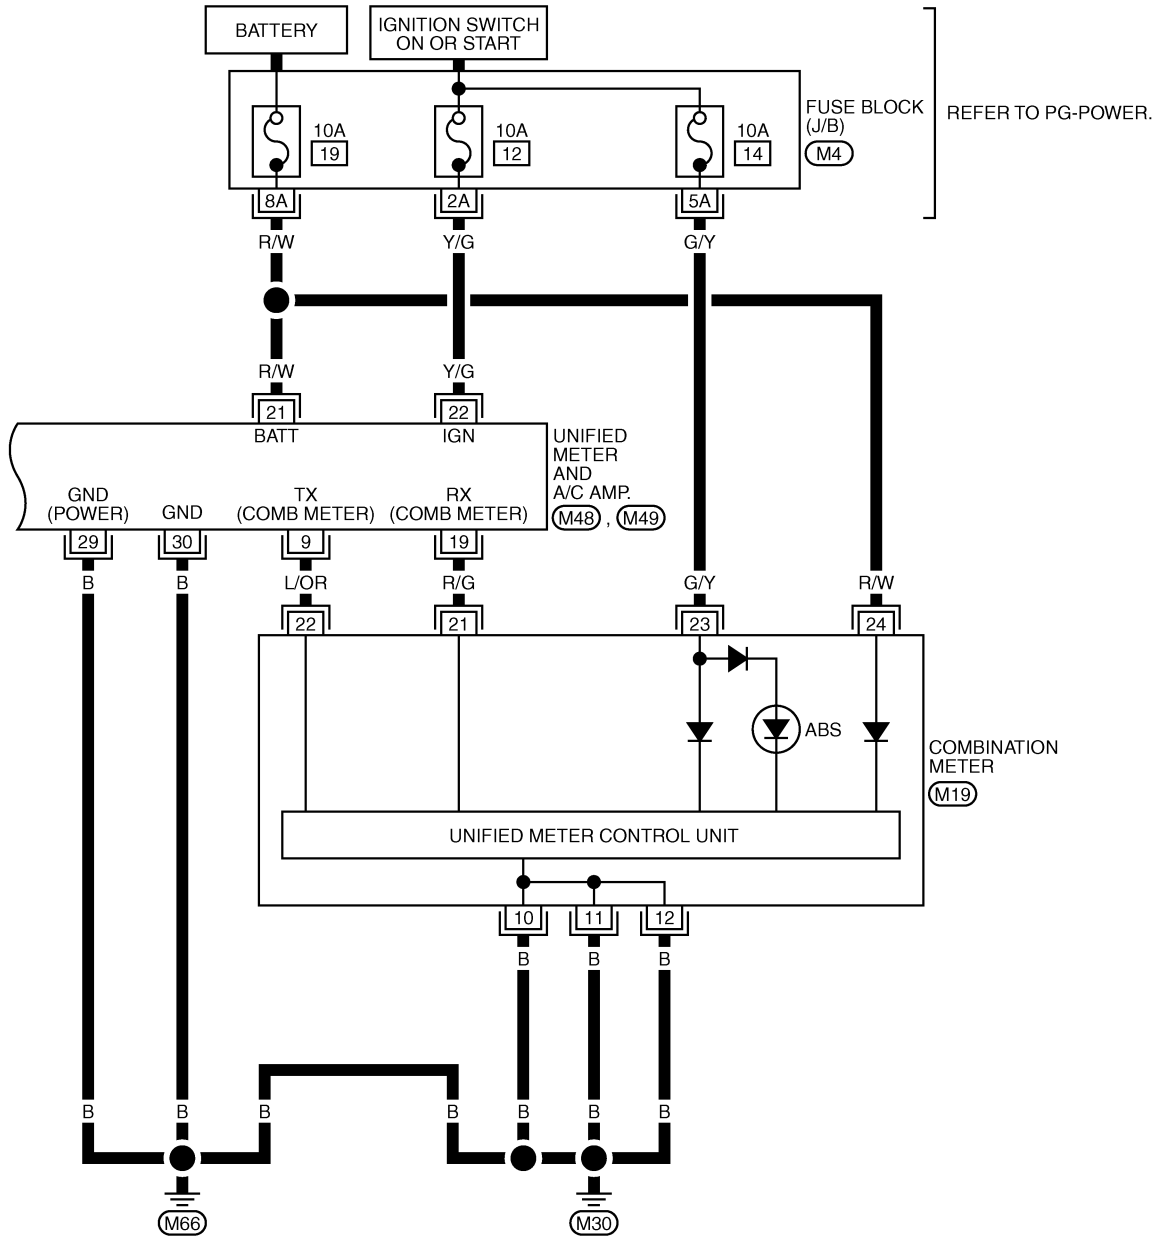 BATTERY
IGNITION SWITCH
ON OR START
FUSE BLOCK
(J/B)
M4
REFER TO PG-POWER.
10A
19
10A
12
10A
14
8A
2A
5A
R/W
Y/G
G/Y
R/W
Y/G
21
22
BATT
IGN
UNIFIED
METER
AND
A/C AMP.
M48 , M49
GND
(POWER)
GND
TX
(COMB METER)
RX
(COMB METER)
29
30
9
19
B
B
L/OR
R/G
G/Y
R/W
22
21
23
24
ABS
COMBINATION
METER
M19
UNIFIED METER CONTROL UNIT
10
11
12
B
B
B
B
B
B
B
B
B
B
M66
M30